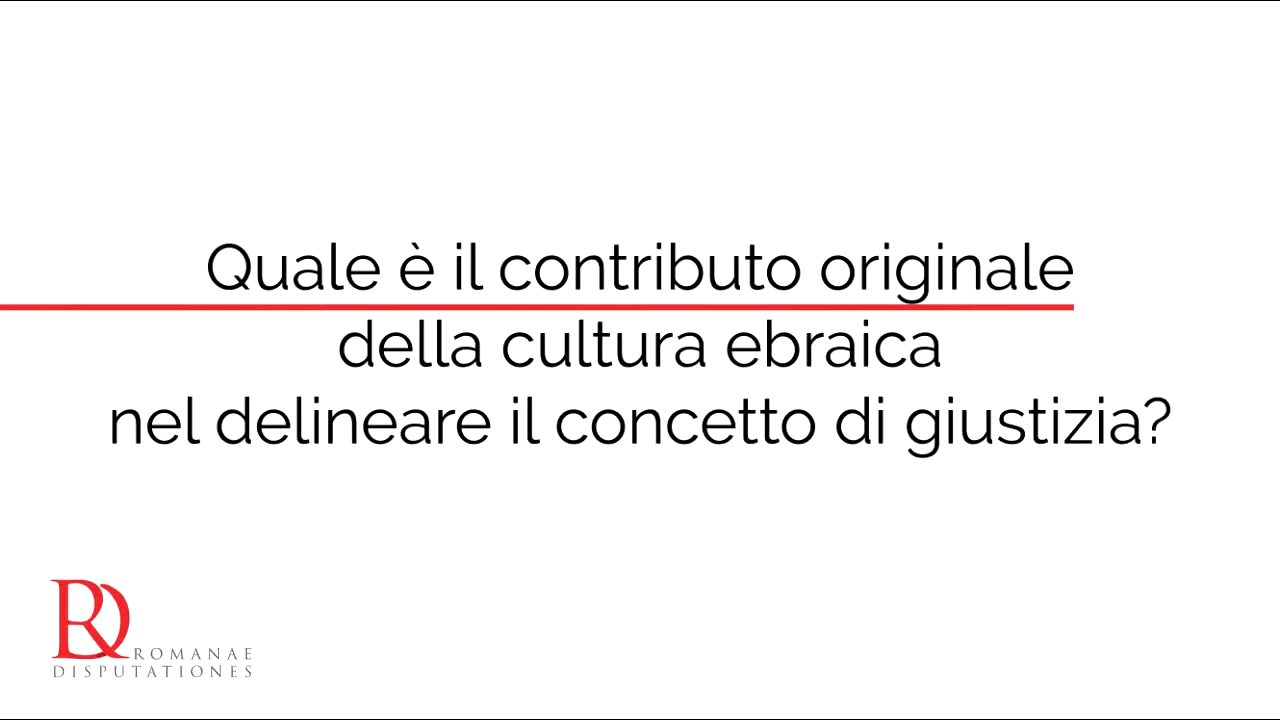 Quale è il contributo originale
della cultura ebraica
nel delineare il concetto di giustizia?
RD ROMANAE
DISPUTATIONES